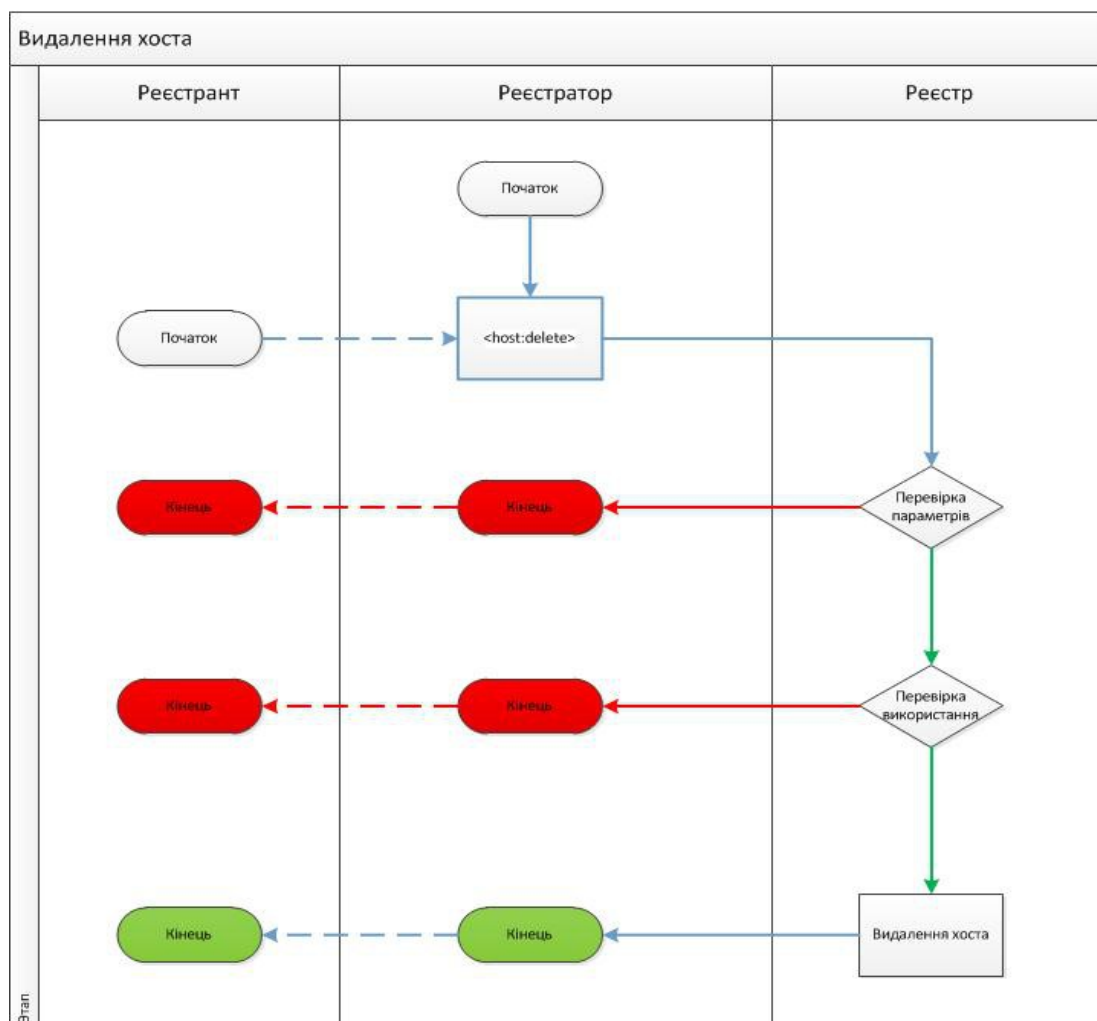 Видалення хоста
Реєстрант
Реєстратор
Реєстр
Початок
Початок
<host:delete>
Кінець
Кінець
Перевірка
параметрів
Кінець
Кінець
Перевірка
використання
Кінець
Кінець
Видалення хоста
Этап